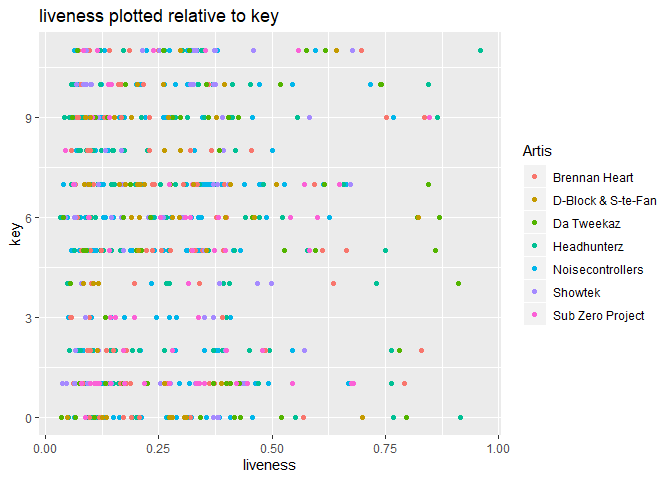 liveness plotted relative to key
key
9
6
3
0
0.00 0.25 0.50 0.75 1.00
liveness
Artis
Brennan Heart
D-Block & S-te-Fan
Da Tweekaz
Headhunterz
Noisecontrollers
Showtek
Sub Zero Project